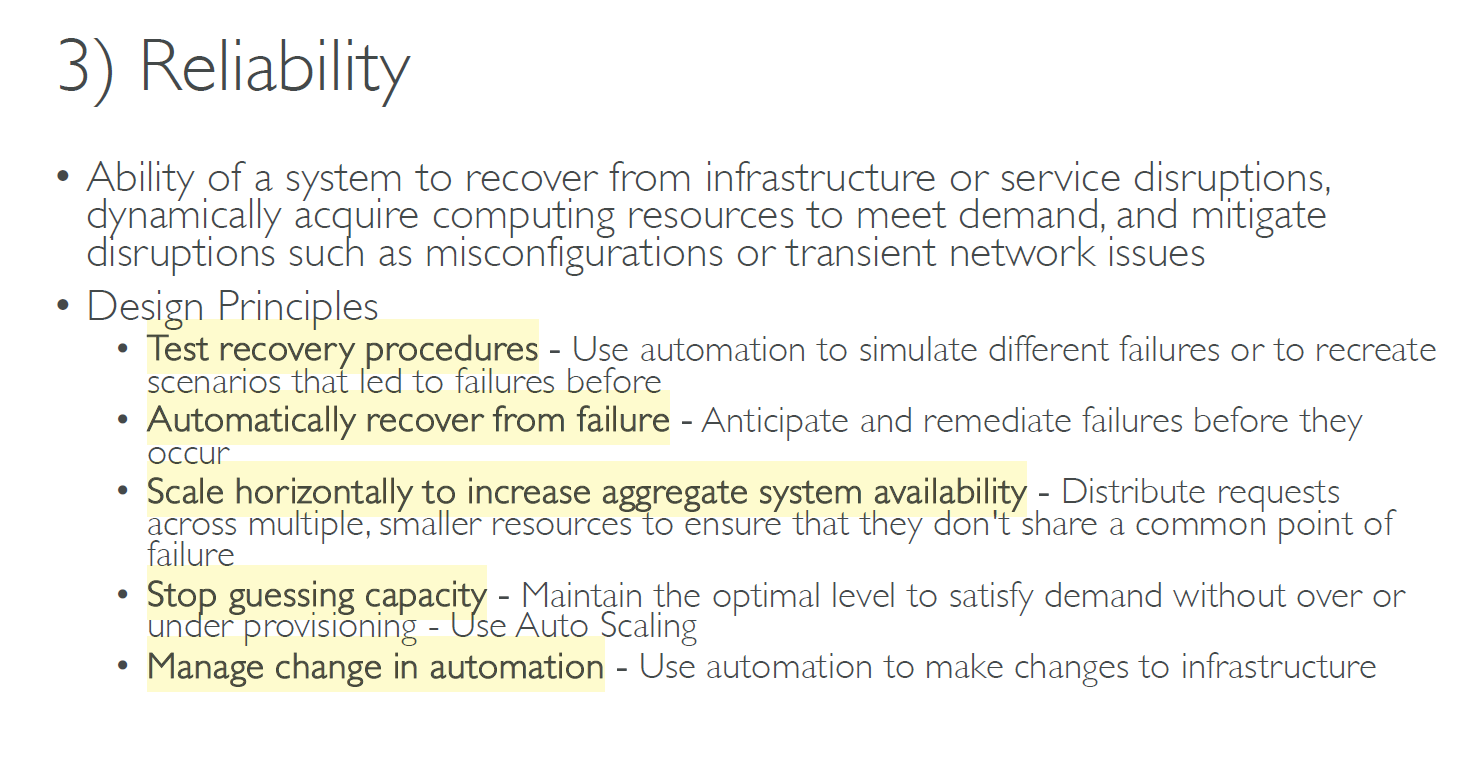 3) Reliability
• Ability of a system to recover from infrastructure or service disruptions,
dynamically acquire computing resources to meet demand, and mitigate
disruptions such as misconfigurations or transient network issues
• Design Principles
• Test recovery procedures - Use automation to simulate different failures or to recreate
scenarios that led to failures before
• Automatically recover from failure - Anticipate and remediate failures before they
occur
• Scale horizontally to increase aggregate system availability - Distribute requests
across multiple, smaller resources to ensure that they don't share a common point of
failure
• Stop guessing capacity - Maintain the optimal level to satisfy demand without over or
under provisioning - Use Auto Scaling
• Manage change in automation - Use automation to make changes to infrastructure